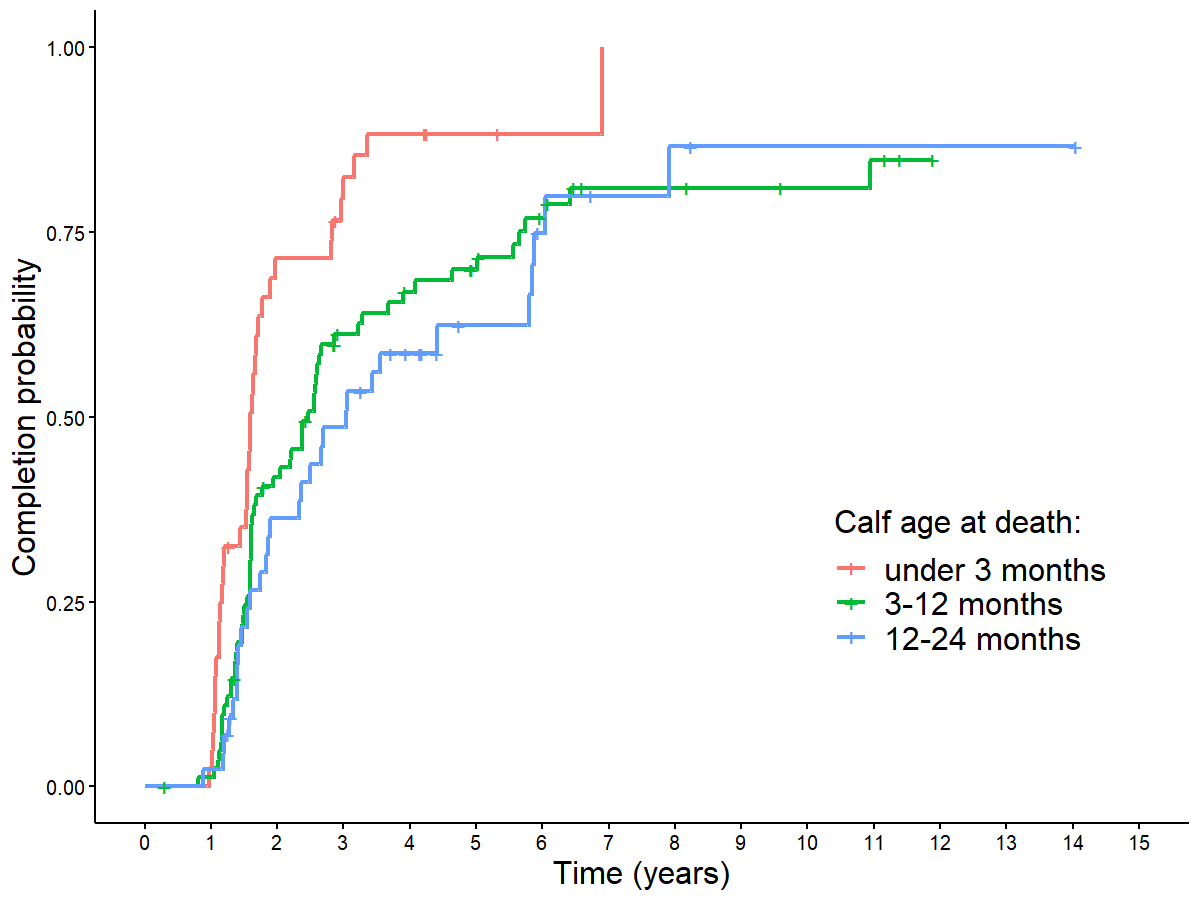 Completion probability
1.00
0.75
0.50
0.25
0.00
Calf age at death:
under 3 months
3-12 months
12-24 months
0 1 2 3 4 5 6 7 8 9 10 11 12 13 14 15
Time (years)